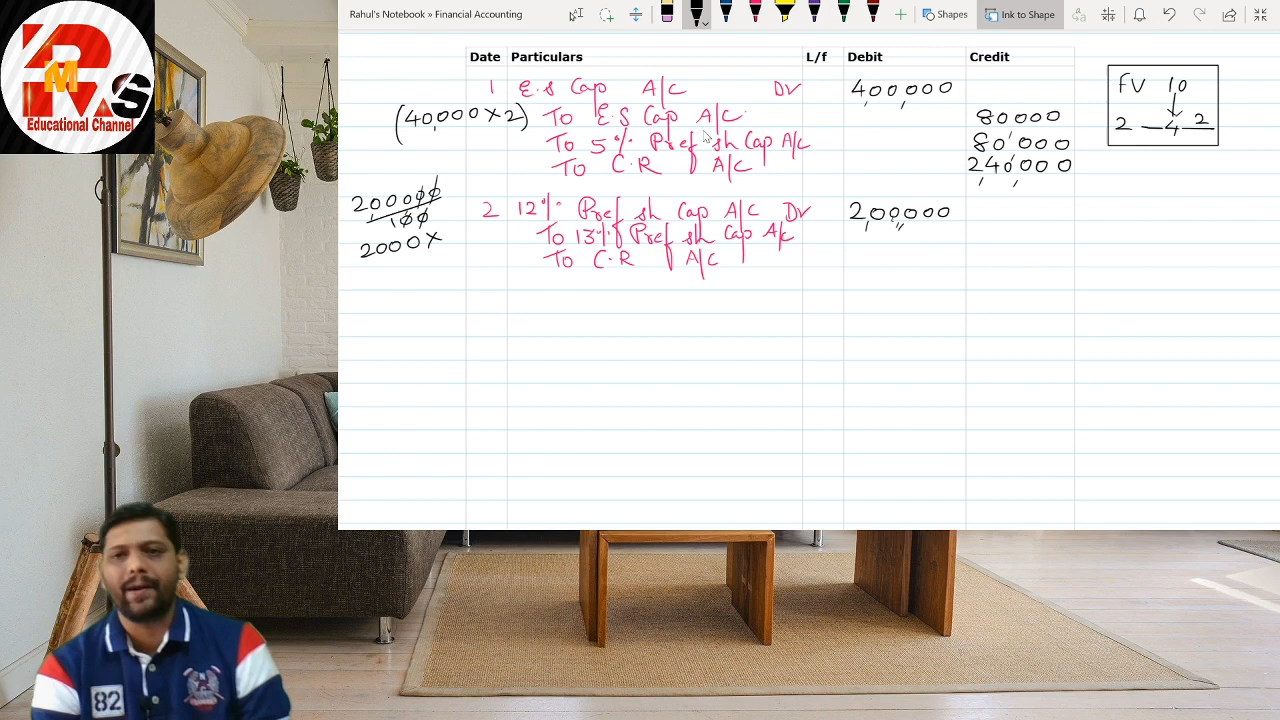 RMS
Educational Channel
Rahul's Notebook » Financial Accounting
Shapes
Ink to Shape
Date Particulars L/f Debit Credit
1 E.S Cap A/C Dr 400000
(40000 x 2) To E.S Cap A/C 80000
To 5% Pref sh Cap A/C 80000
To C.R A/C 240000
2 12% Pref sh Cap A/C Dr 200000
To 13% Pref sh Cap A/c
To C.R A/C
200000
100
2000 x
FV 10
2 — 4 2
82